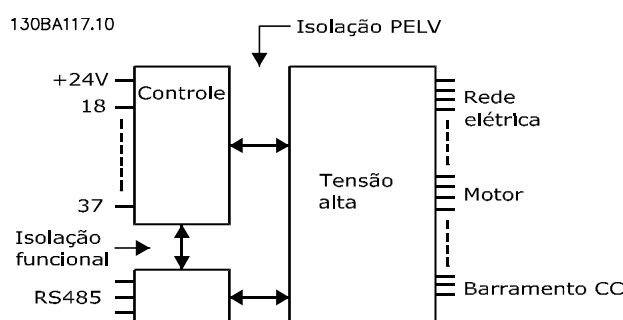 130BA117.10
Isolação PELV
+24V
18
37
Controle
Tensão
alta
Rede
elétrica
Motor
Barramento CC
Isolação
funcional
RS485